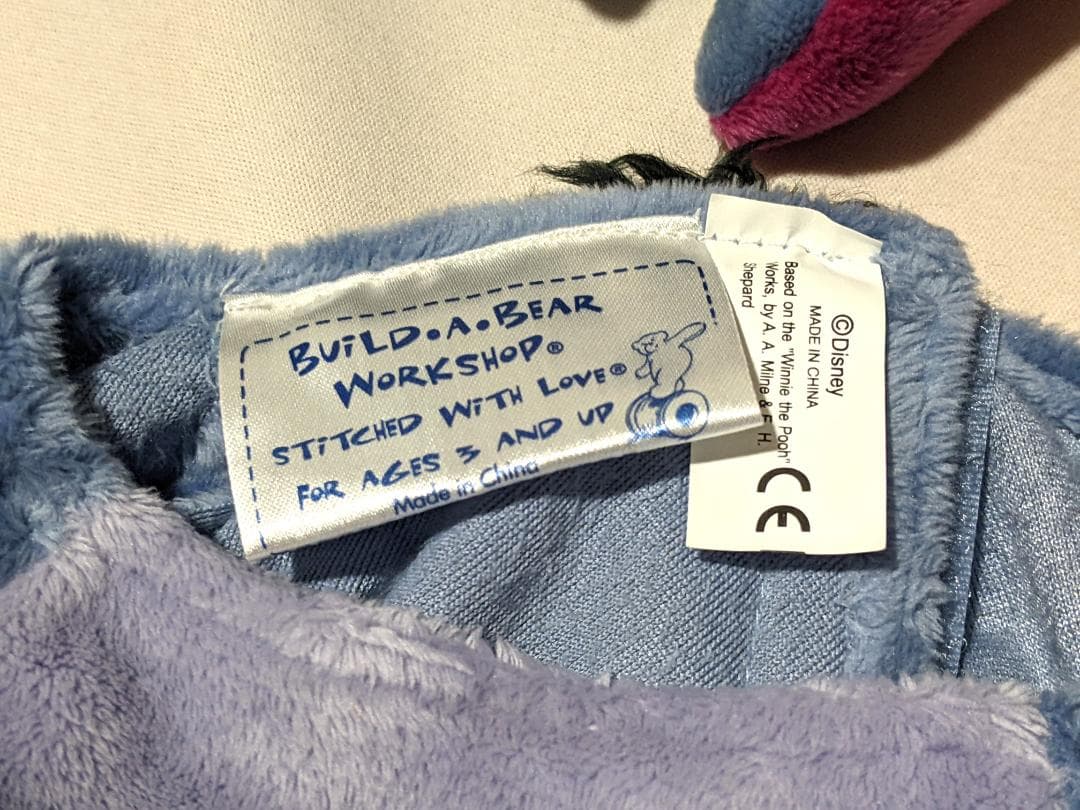 BUiLD•A•BEAR
WORKSHOP®
STiTCHED WiTH LOVE®
FOR AGES 3 AND UP
Made in China
©Disney
MADE IN CHINA
Based on the "Winnie the Pooh"
Works, by A. A. Milne & E. H.
Shepard
CE